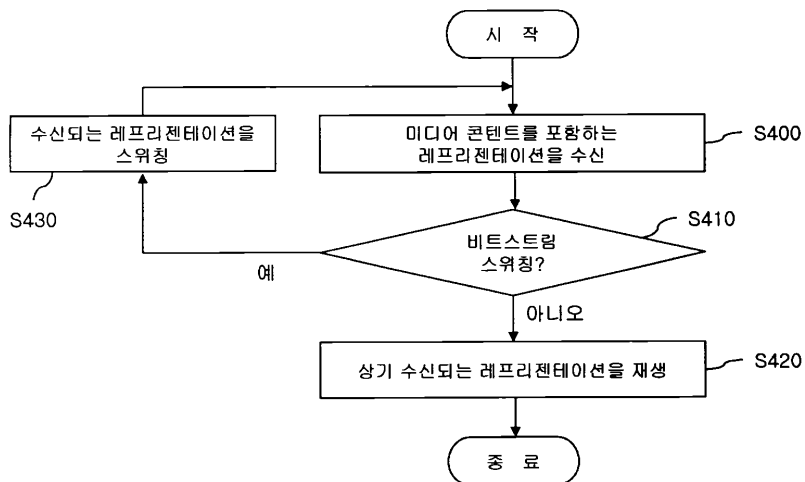 시 작
수신되는 레프리젠테이션을
스위칭
S430
미디어 콘텐트를 포함하는
레프리젠테이션을 수신
S400
비트스트림
스위칭?
S410
예
아니오
상기 수신되는 레프리젠테이션을 재생
S420
종 료